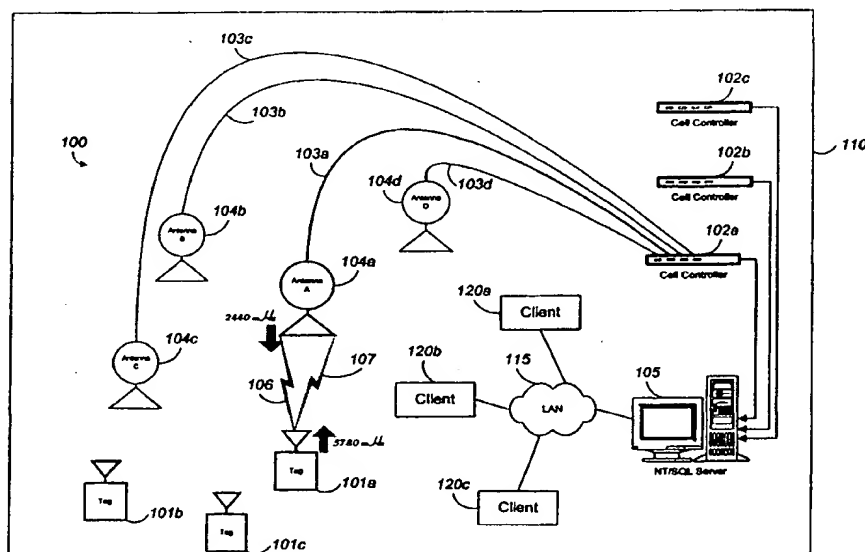 103c
102c
Cell Controller
103b
100
110
103a
102b
Cell Controller
104d
103d
Antenna D
102a
Cell Controller
Antenna B
104b
104a
Antenna A
120a
Client
2440
104c
Antenna C
107
106
120b
Client
115
LAN
105
5780
NT/SQL Server
Tag
101a
120c
Client
Tag
101b
Tag
101c